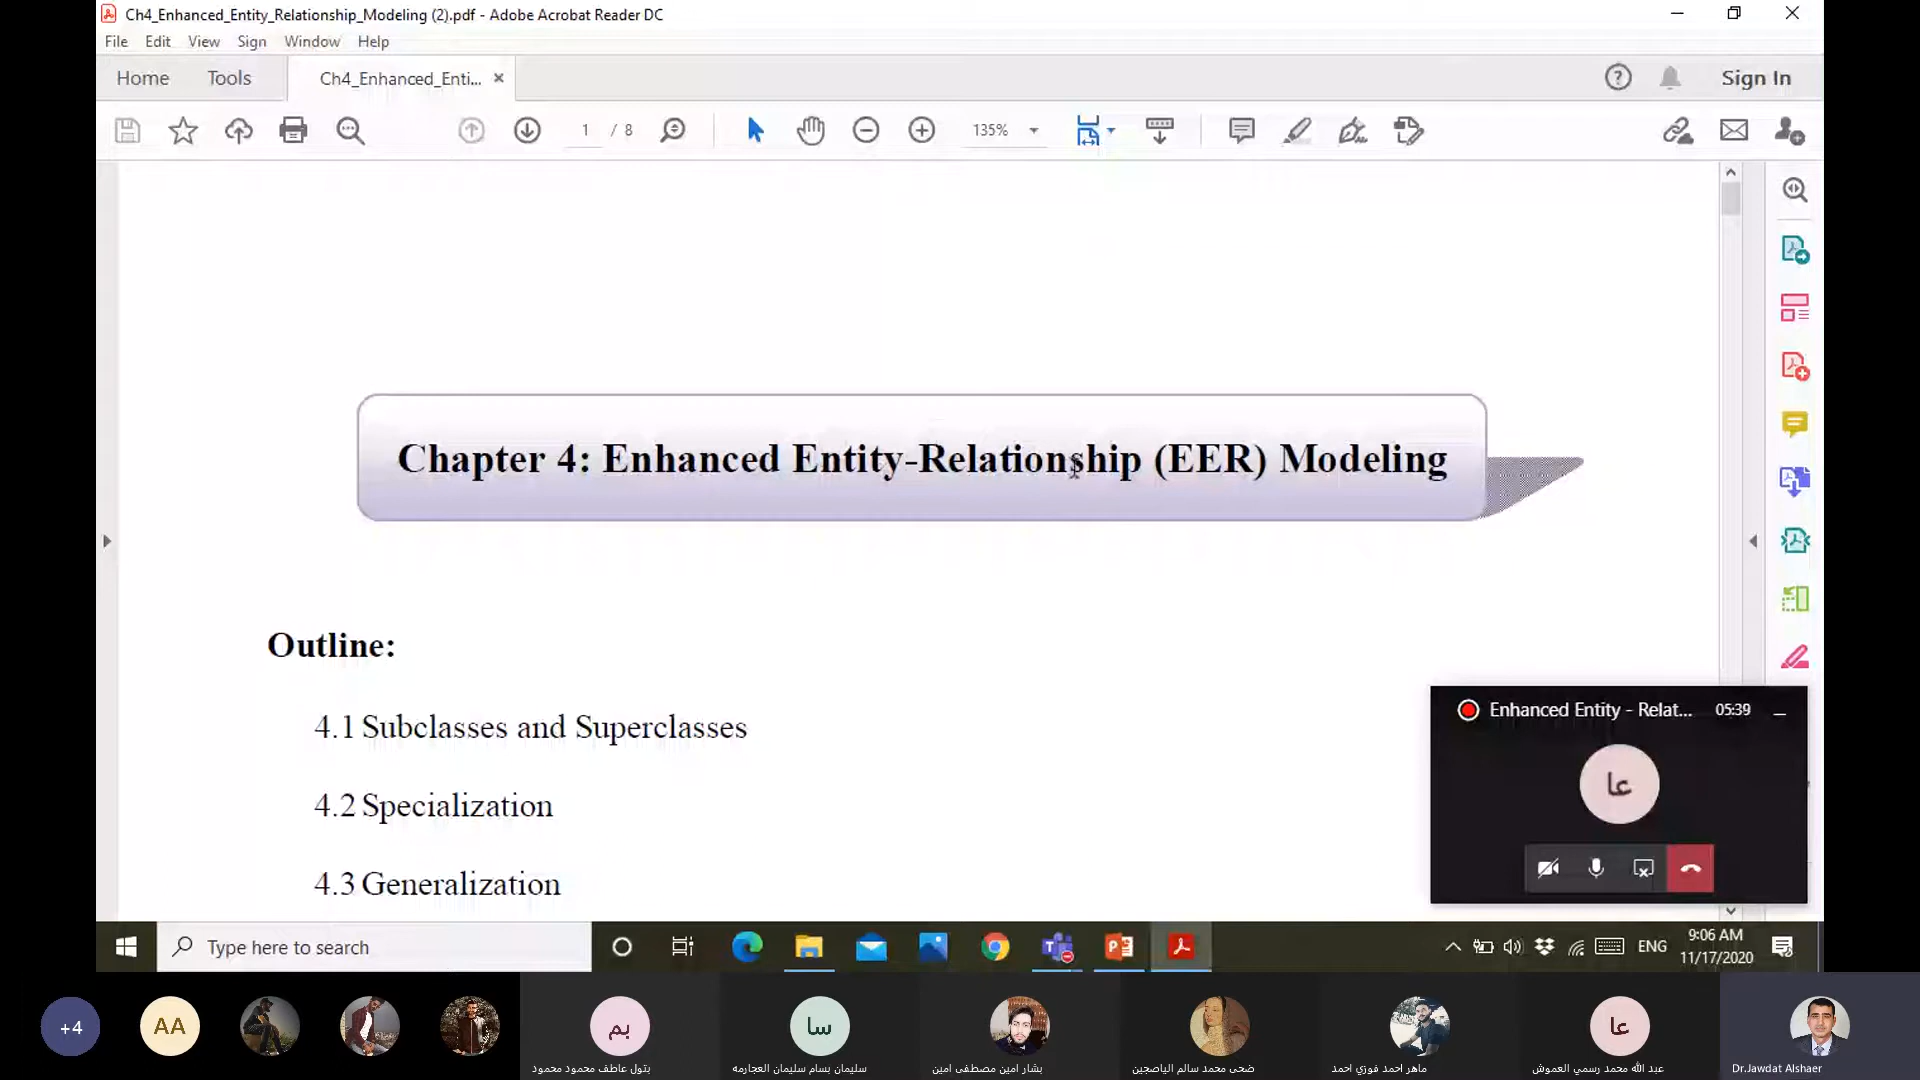 Ch4_Enhanced_Entity_Relationship_Modeling (2).pdf - Adobe Acrobat Reader DC
File Edit View Sign Window Help
Home Tools Ch4_Enhanced_Enti... × Sign In
1 / 8 135%
Chapter 4: Enhanced Entity-Relationship (EER) Modeling
Outline:
4.1 Subclasses and Superclasses
4.2 Specialization
4.3 Generalization
Enhanced Entity - Relat... 05:39
عا
Type here to search
ENG
9:06 AM
11/17/2020
+4
AA
بم
سا
عا
بتول عاطف محمود محمود
سليمان بسام سليمان العجارمه
بشار امين مصطفى امين
ضحى محمد سالم الياصجين
ماهر احمد فوزي احمد
عبد الله محمد رسمي العموش
Dr.Jawdat Alshaer